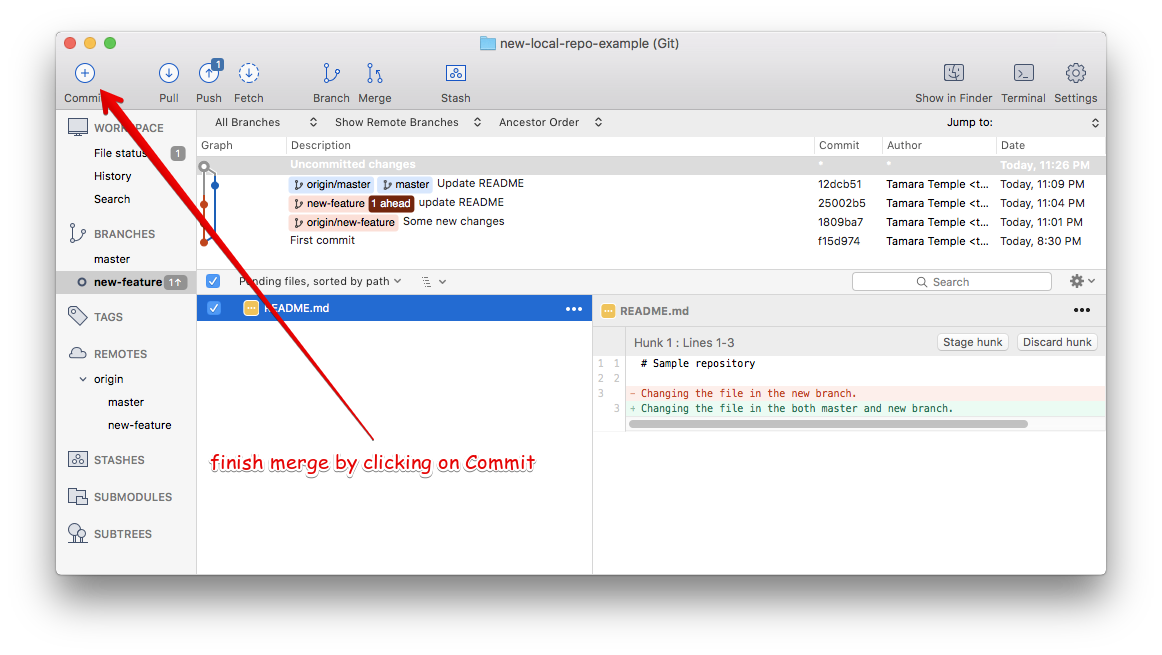 new-local-repo-example (Git)
1
Commit Pull Push Fetch Branch Merge Stash Show in Finder Terminal Settings
WORKSPACE
File status 1
History
Search
BRANCHES
master
new-feature 1↑
TAGS
REMOTES
origin
master
new-feature
STASHES
SUBMODULES
SUBTREES
All Branches Show Remote Branches Ancestor Order Jump to:
Graph Description Commit Author Date
Uncommitted changes * * Today, 11:26 PM
origin/master master Update README 12dcb51 Tamara Temple <t... Today, 11:09 PM
new-feature 1 ahead update README 25002b5 Tamara Temple <t... Today, 11:04 PM
origin/new-feature Some new changes 1809ba7 Tamara Temple <t... Today, 11:01 PM
First commit f15d974 Tamara Temple <t... Today, 8:30 PM
Pending files, sorted by path Search
README.md
README.md
Hunk 1 : Lines 1-3 Stage hunk Discard hunk
1 1 # Sample repository
2 2
3 - Changing the file in the new branch.
3 + Changing the file in the both master and new branch.
finish merge by clicking on Commit